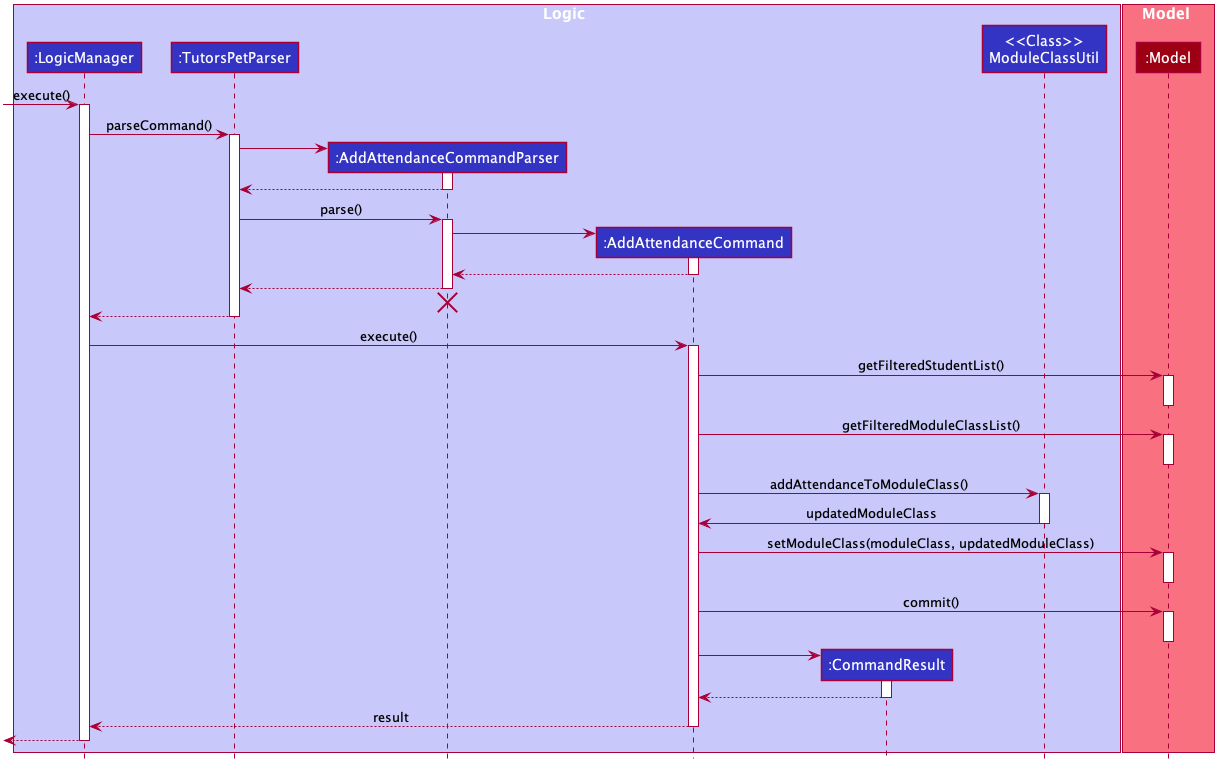 Logic
Model
:LogicManager
:TutorsPetParser
<<Class>>
ModuleClassUtil
:Model
execute()
parseCommand()
:AddAttendanceCommandParser
parse()
:AddAttendanceCommand
execute()
getFilteredStudentList()
getFilteredModuleClassList()
addAttendanceToModuleClass()
updatedModuleClass
setModuleClass(moduleClass, updatedModuleClass)
commit()
:CommandResult
result